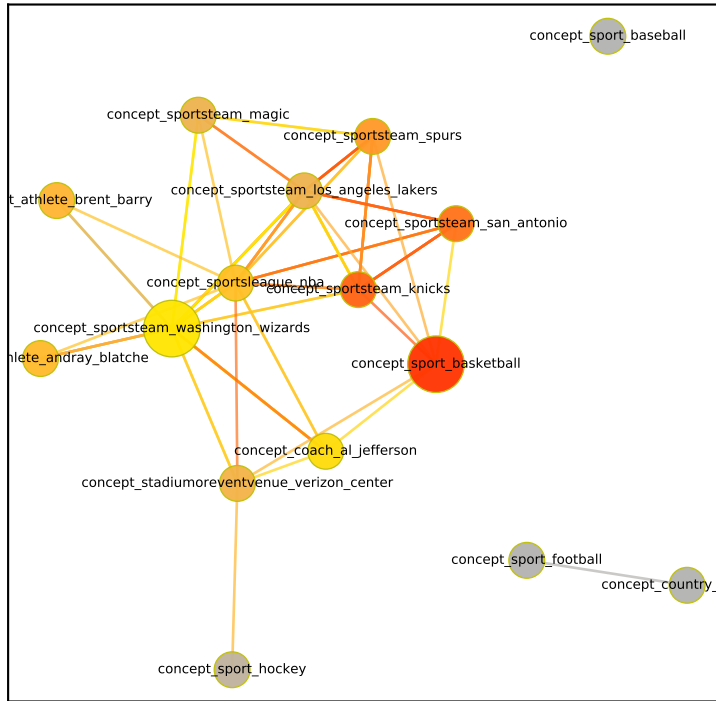 concept_sport_baseball
concept_sportsteam_magic
concept_sportsteam_spurs
concept_sportsteam_los_angeles_lakers
t_athlete_brent_barry
concept_sportsteam_san_antonio
concept_sportsleague_nba
concept_sportsteam_knicks
concept_sportsteam_washington_wizards
hlete_andray_blatche
concept_sport_basketball
concept_coach_al_jefferson
concept_stadiumoreventvenue_verizon_center
concept_sport_football
concept_country_
concept_sport_hockey